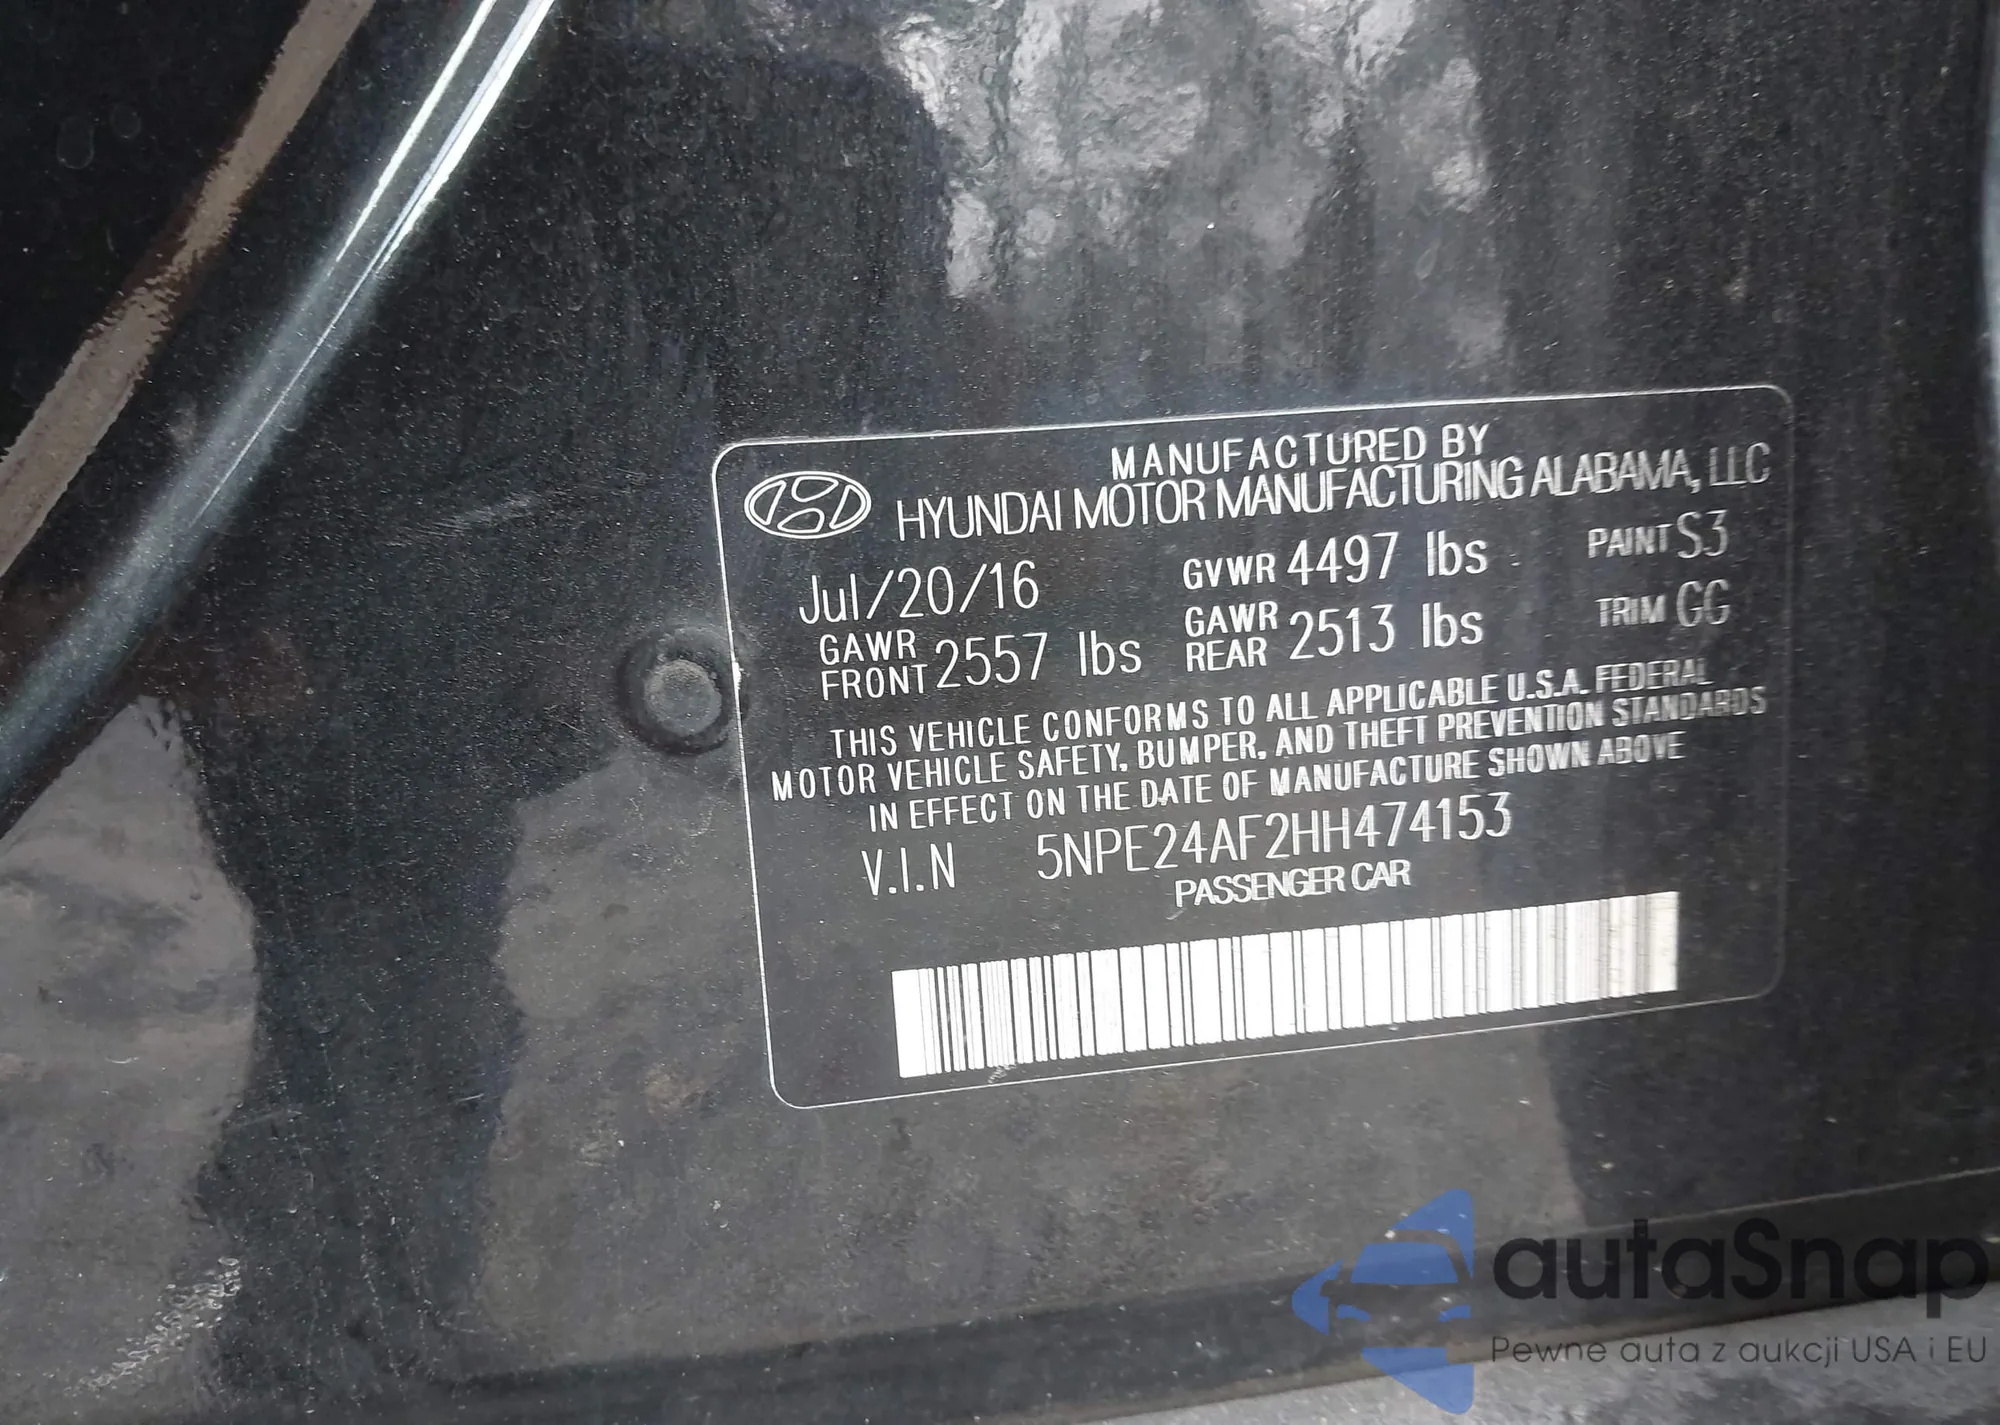 MANUFACTURED BY
HYUNDAI MOTOR MANUFACTURING ALABAMA, LLC
Jul/20/16 GVWR 4497 lbs PAINT S3
GAWR FRONT 2557 lbs GAWR REAR 2513 lbs TRIM GG
THIS VEHICLE CONFORMS TO ALL APPLICABLE U.S.A. FEDERAL
MOTOR VEHICLE SAFETY, BUMPER, AND THEFT PREVENTION STANDARDS
IN EFFECT ON THE DATE OF MANUFACTURE SHOWN ABOVE
V.I.N 5NPE24AF2HH474153
PASSENGER CAR
autaSnap
Pewne auta z aukcji USA i EU